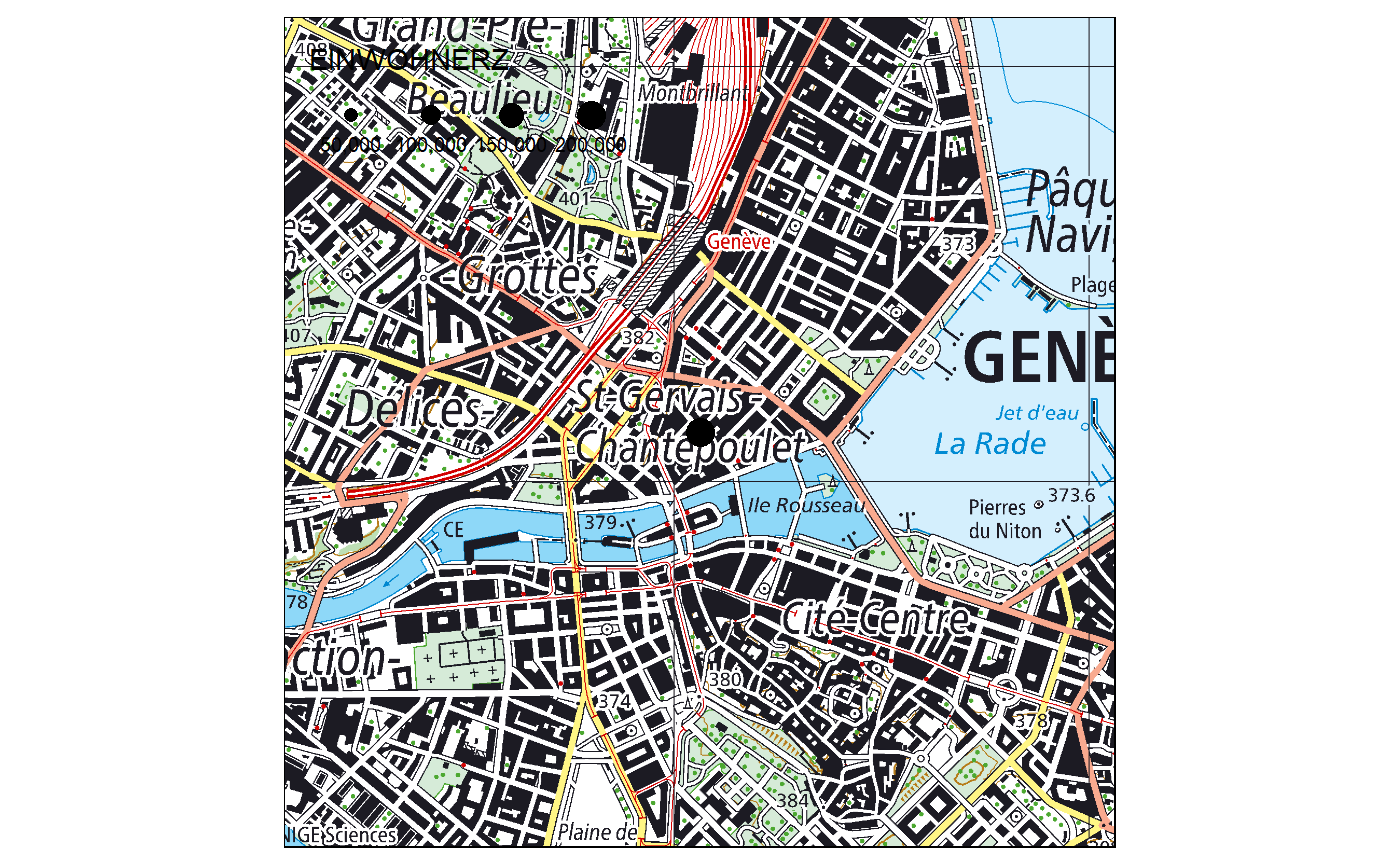 Grand-Pré-
408
EINWOHNERZ
Beaulieu
Montbrillant
50.000 100.000 150.000 200.000
401
Pâqu
Navi
373
Genève
-Grottes
Plage
407
382
GENÈ
St-Gervais-
Chantepoulet
Délices-
Jet d'eau
La Rade
373.6
Pierres
du Niton
Ile Rousseau
CE
379
78
Cité-Centre
ction-
380
374
378
384
NIGE Sciences
Plaine de